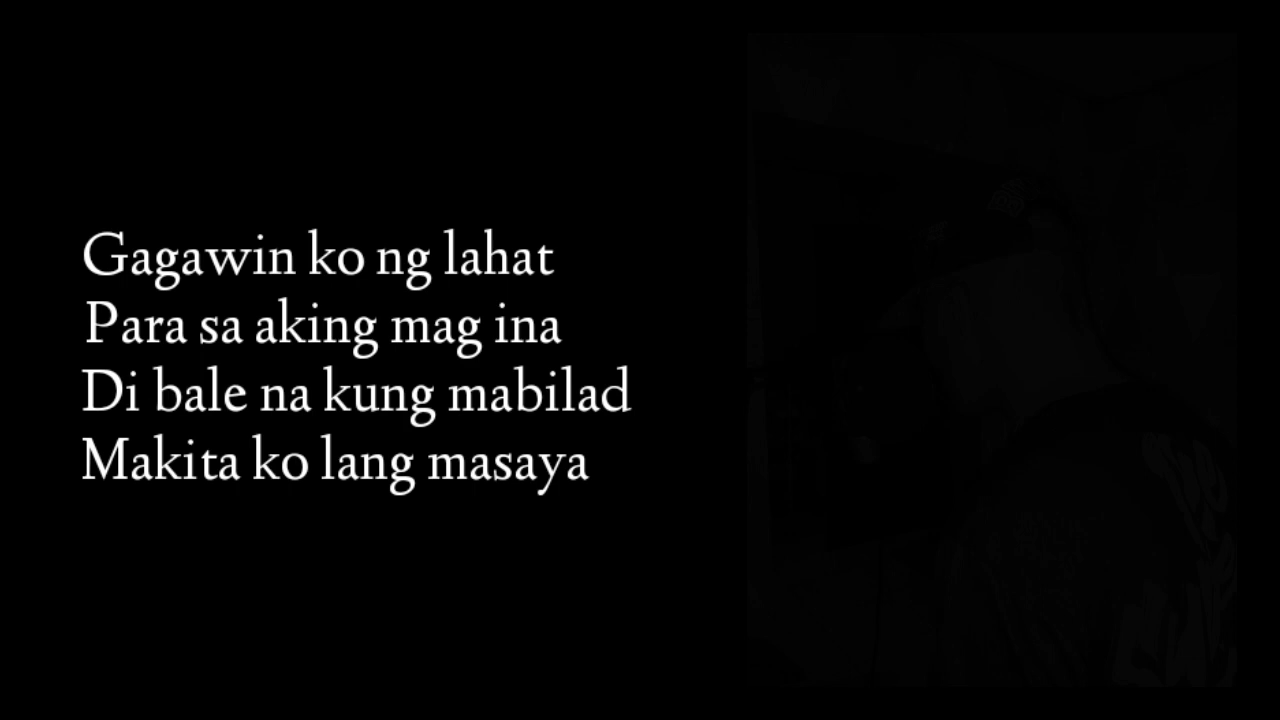 Gagawin ko ng lahat
Para sa aking mag ina
Di bale na kung mabilad
Makita ko lang masaya